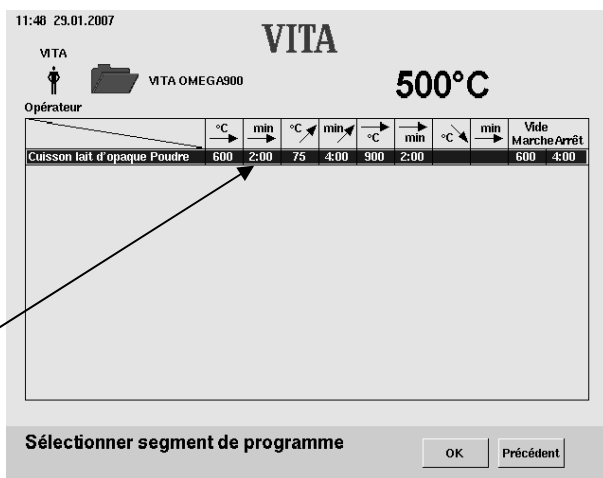 11:48 29.01.2007
VITA
VITA
VITA OMEGA900
500°C
Opérateur
°C min °C min °C min °C min Vide
Marche Arrêt
Cuisson lait d'opaque Poudre 600 2:00 75 4:00 900 2:00 600 4:00
Sélectionner segment de programme
OK Précédent